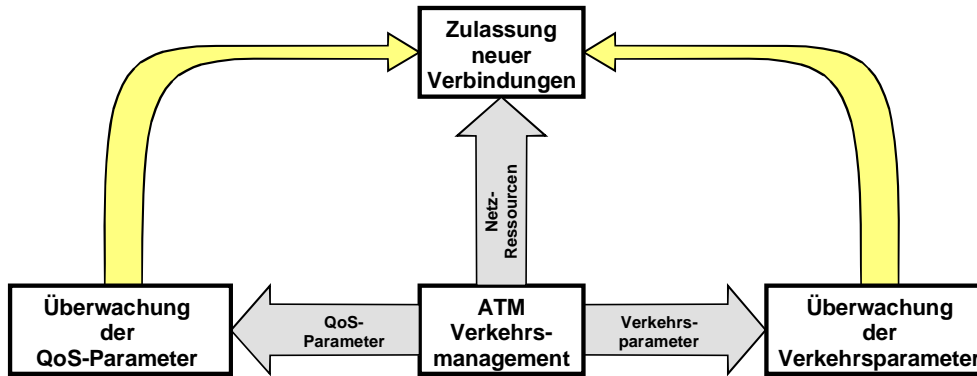 Zulassung
neuer
Verbindungen
Netz-
Ressourcen
Überwachung
der
QoS-Parameter
QoS-
Parameter
ATM
Verkehrs-
management
Verkehrs-
parameter
Überwachung
der
Verkehrsparameter